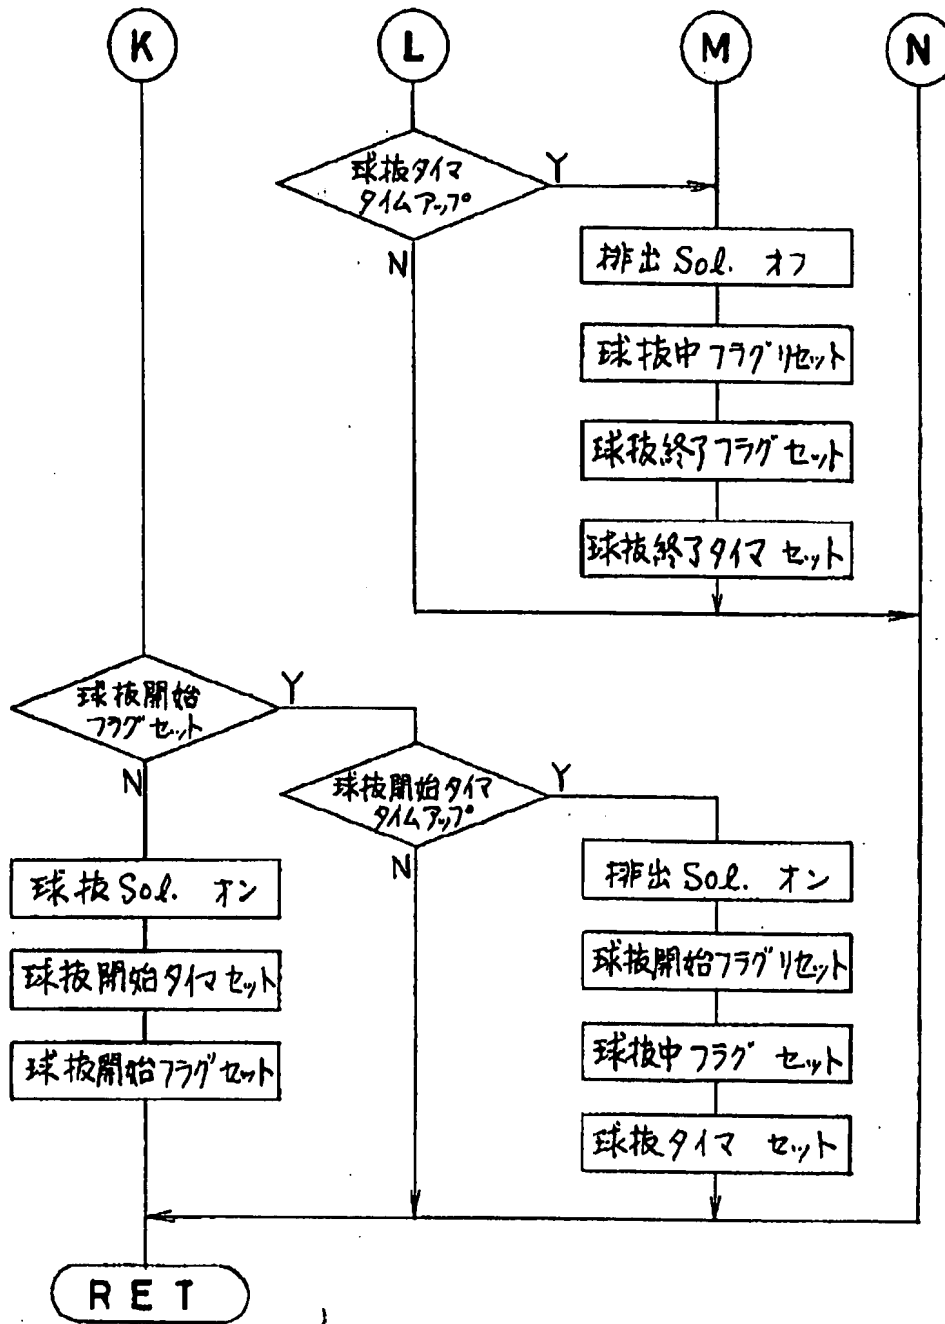 K
L
M
N
球抜タイマ
タイムアップ
Y
N
排出 Sol. オフ
球抜中フラグリセット
球抜終了フラグセット
球抜終了タイマ セット
球抜開始
フラグセット
Y
N
球抜開始タイマ
タイムアップ
Y
N
球抜 Sol. オン
球抜開始タイマセット
球抜開始フラグセット
排出 Sol. オン
球抜開始フラグリセット
球抜中フラグ セット
球抜タイマ セット
RET